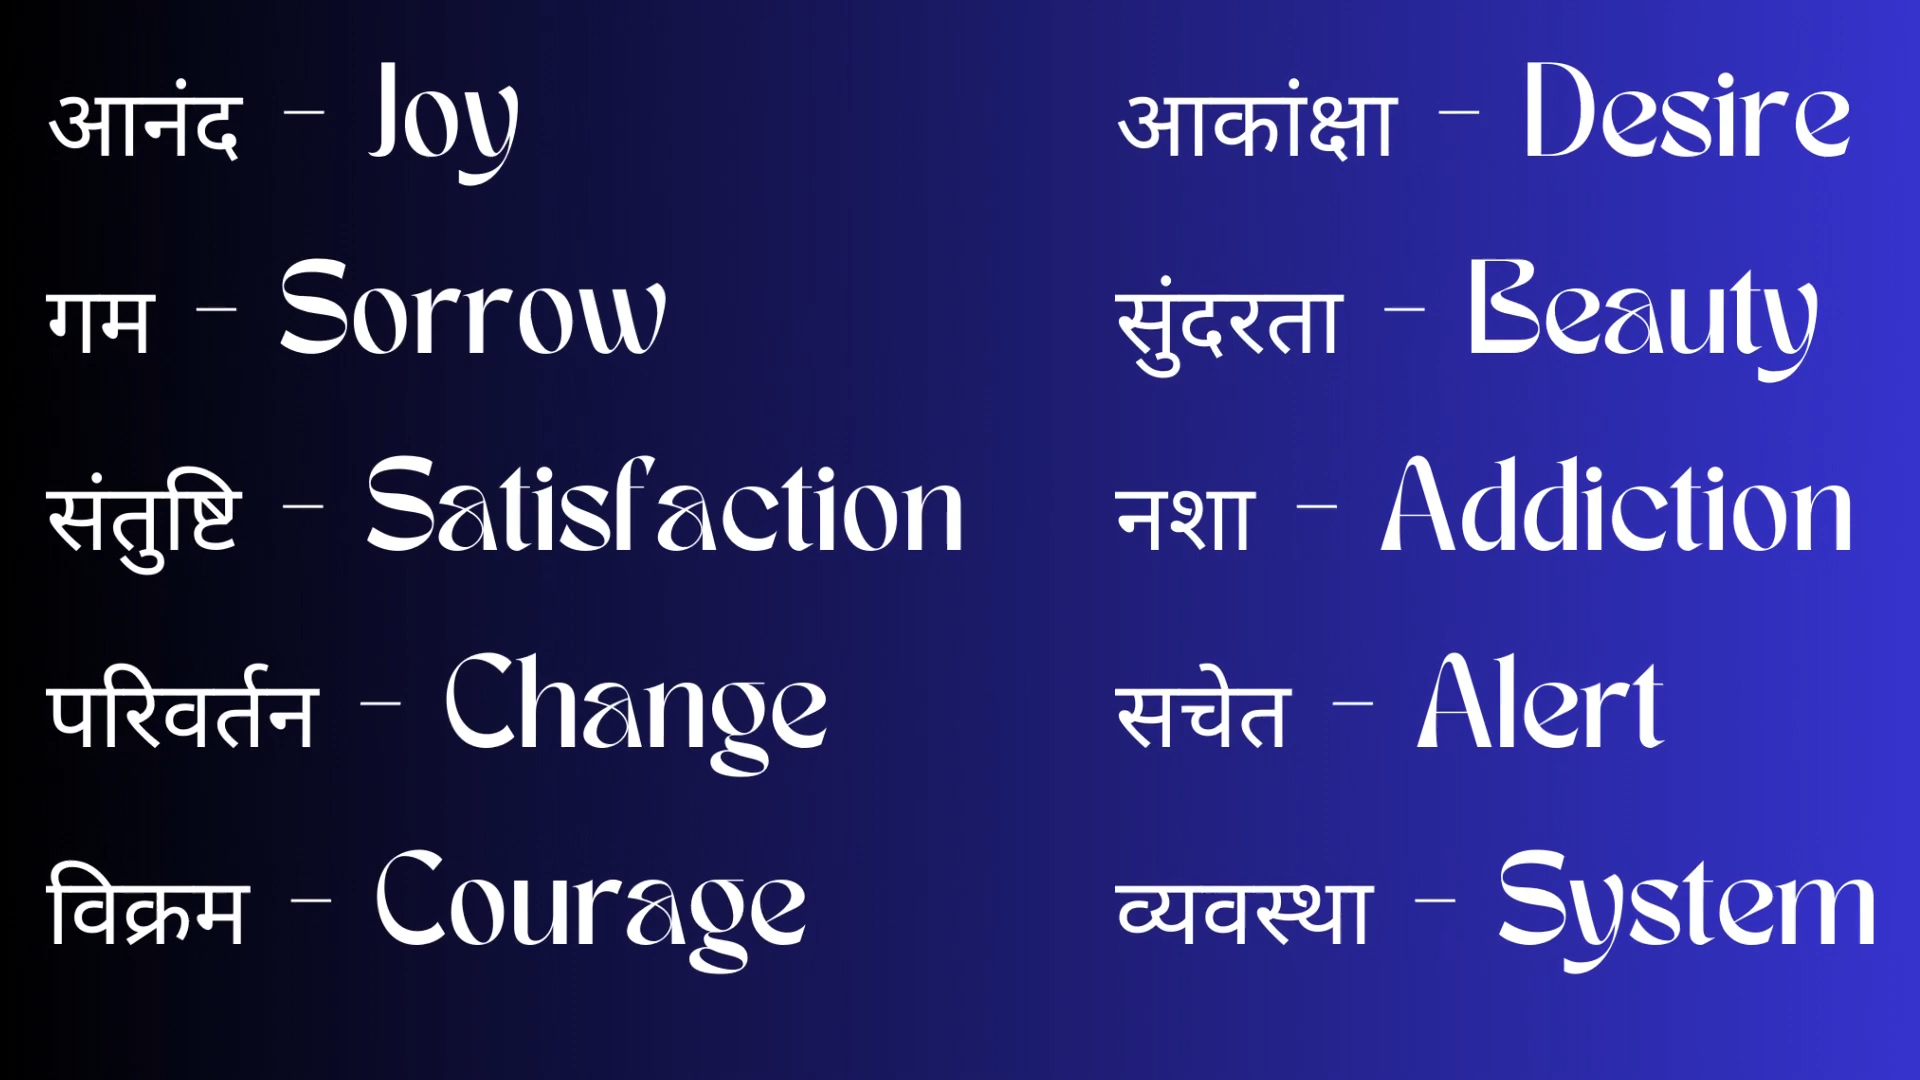 आनंद – Joy
गम – Sorrow
संतुष्टि – Satisfaction
परिवर्तन – Change
विक्रम – Courage
आकांक्षा – Desire
सुंदरता – Beauty
नशा – Addiction
सचेत – Alert
व्यवस्था – System